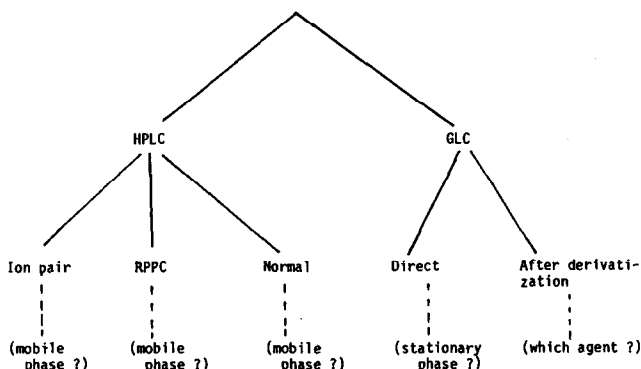 HPLC GLC
Ion pair RPPC Normal Direct After derivati-
zation
(mobile phase ?) (mobile phase ?) (mobile phase ?) (stationary phase ?) (which agent ?)